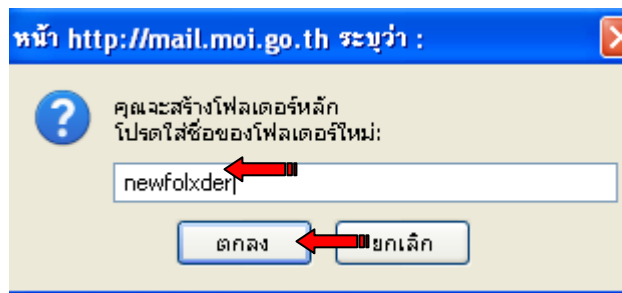 หน้า http://mail.moi.go.th ระบุว่า :
คุณจะสร้างโฟลเดอร์หลัก
โปรดใส่ชื่อของโฟลเดอร์ใหม่:
newfolxder
ตกลง ยกเลิก